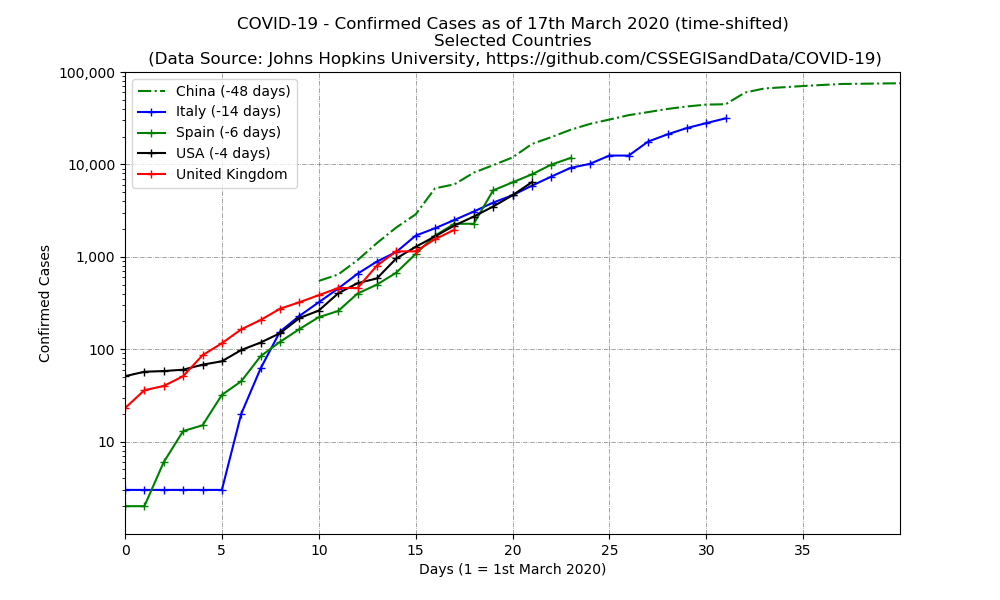 COVID-19 - Confirmed Cases as of 17th March 2020 (time-shifted)
Selected Countries
(Data Source: Johns Hopkins University, https://github.com/CSSEGISandData/COVID-19)
100,000
10,000
1,000
100
10
Confirmed Cases
China (-48 days)
Italy (-14 days)
Spain (-6 days)
USA (-4 days)
United Kingdom
0 5 10 15 20 25 30 35
Days (1 = 1st March 2020)